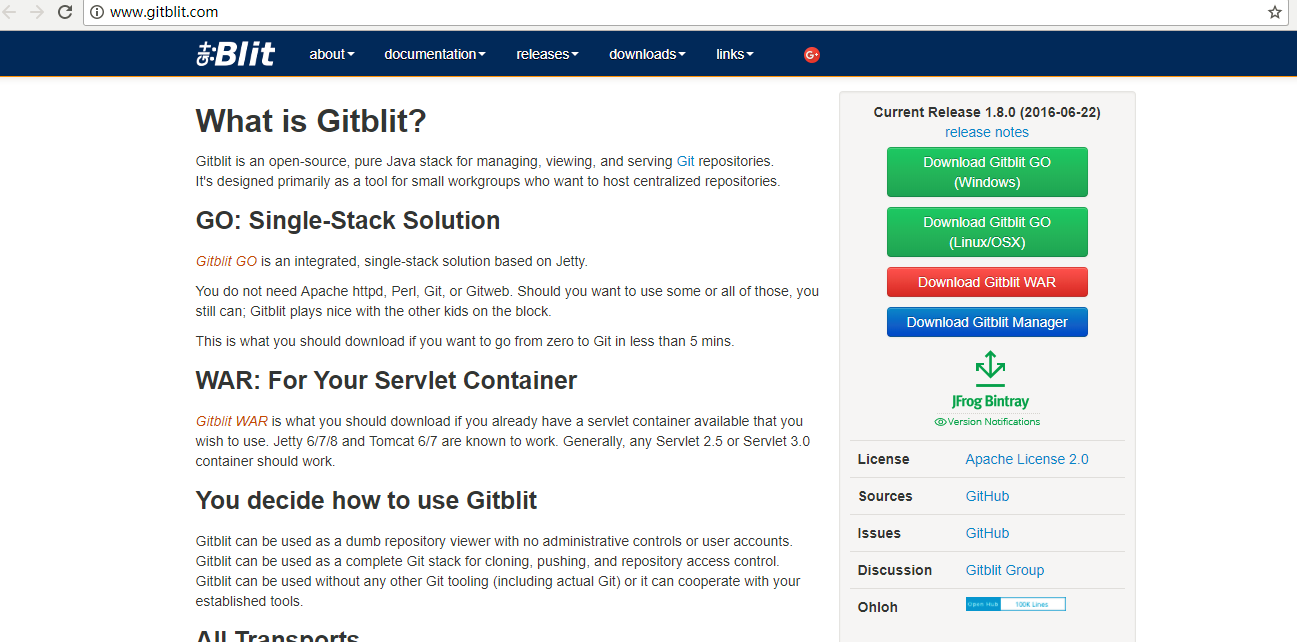 www.gitblit.com
git:Blit
about
documentation
releases
downloads
links
G+
What is Gitblit?
Gitblit is an open-source, pure Java stack for managing, viewing, and serving Git repositories.
It's designed primarily as a tool for small workgroups who want to host centralized repositories.
GO: Single-Stack Solution
Gitblit GO is an integrated, single-stack solution based on Jetty.
You do not need Apache httpd, Perl, Git, or Gitweb. Should you want to use some or all of those, you
still can; Gitblit plays nice with the other kids on the block.
This is what you should download if you want to go from zero to Git in less than 5 mins.
WAR: For Your Servlet Container
Gitblit WAR is what you should download if you already have a servlet container available that you
wish to use. Jetty 6/7/8 and Tomcat 6/7 are known to work. Generally, any Servlet 2.5 or Servlet 3.0
container should work.
You decide how to use Gitblit
Gitblit can be used as a dumb repository viewer with no administrative controls or user accounts.
Gitblit can be used as a complete Git stack for cloning, pushing, and repository access control.
Gitblit can be used without any other Git tooling (including actual Git) or it can cooperate with your
established tools.
All Transports
Current Release 1.8.0 (2016-06-22)
release notes
Download Gitblit GO
(Windows)
Download Gitblit GO
(Linux/OSX)
Download Gitblit WAR
Download Gitblit Manager
JFrog Bintray
Version Notifications
License Apache License 2.0
Sources GitHub
Issues GitHub
Discussion Gitblit Group
Ohloh Open Hub 100K Lines